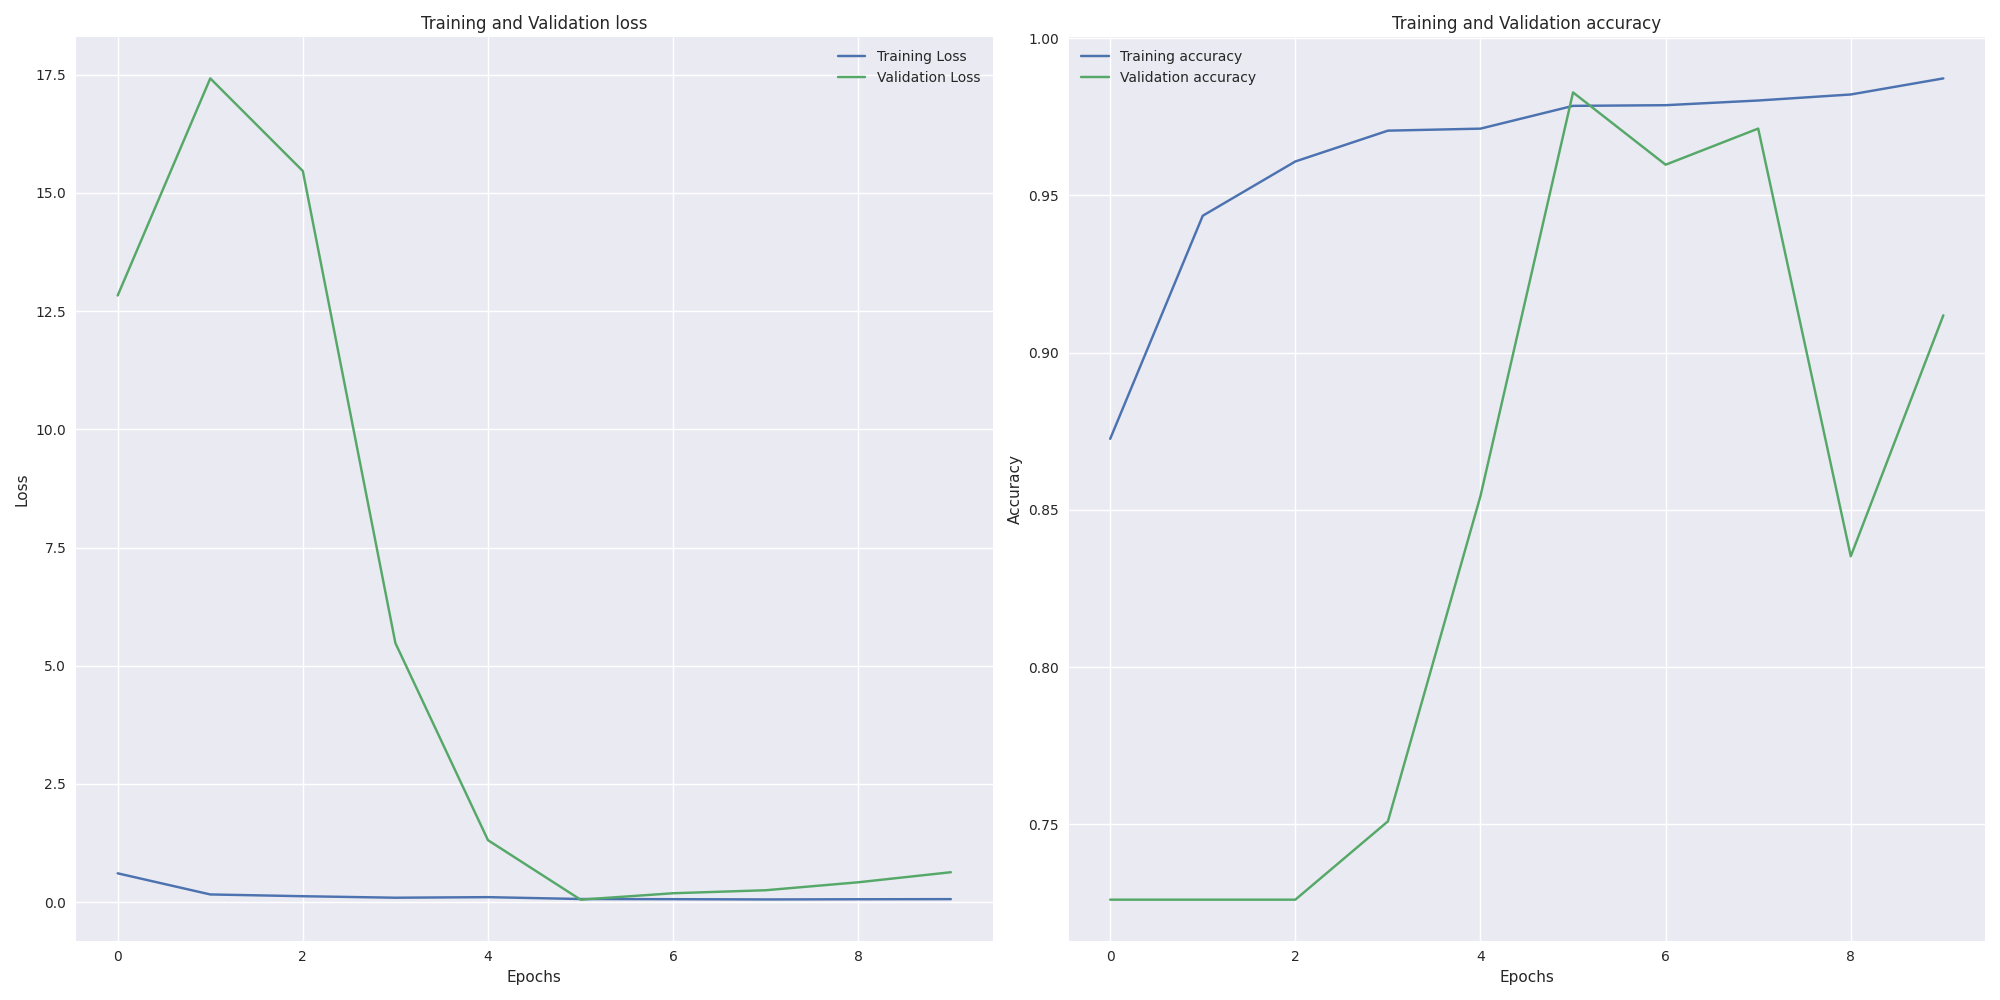 Training and Validation loss
Training Loss
Validation Loss
17.5
15.0
12.5
10.0
7.5
5.0
2.5
0.0
Loss
0 2 4 6 8
Epochs
Training and Validation accuracy
Training accuracy
Validation accuracy
1.00
0.95
0.90
0.85
0.80
0.75
Accuracy
0 2 4 6 8
Epochs